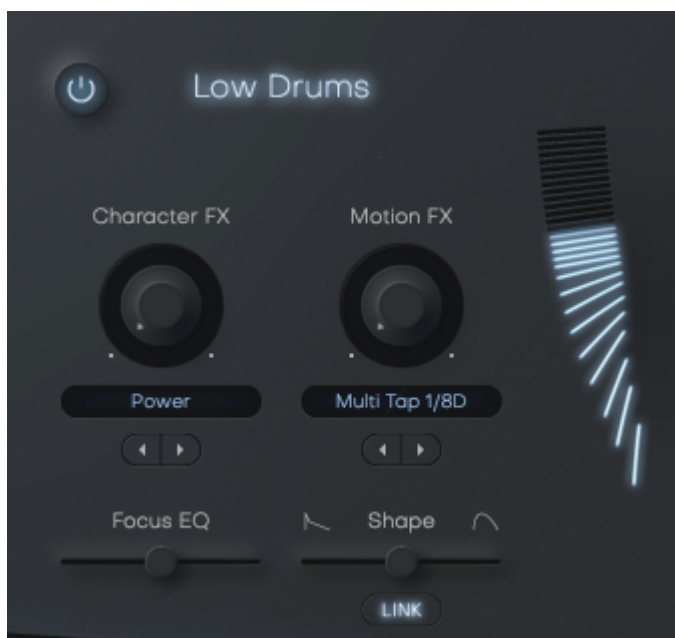 Low Drums
Character FX
Motion FX
Power
Multi Tap 1/8D
Focus EQ
Shape
LINK